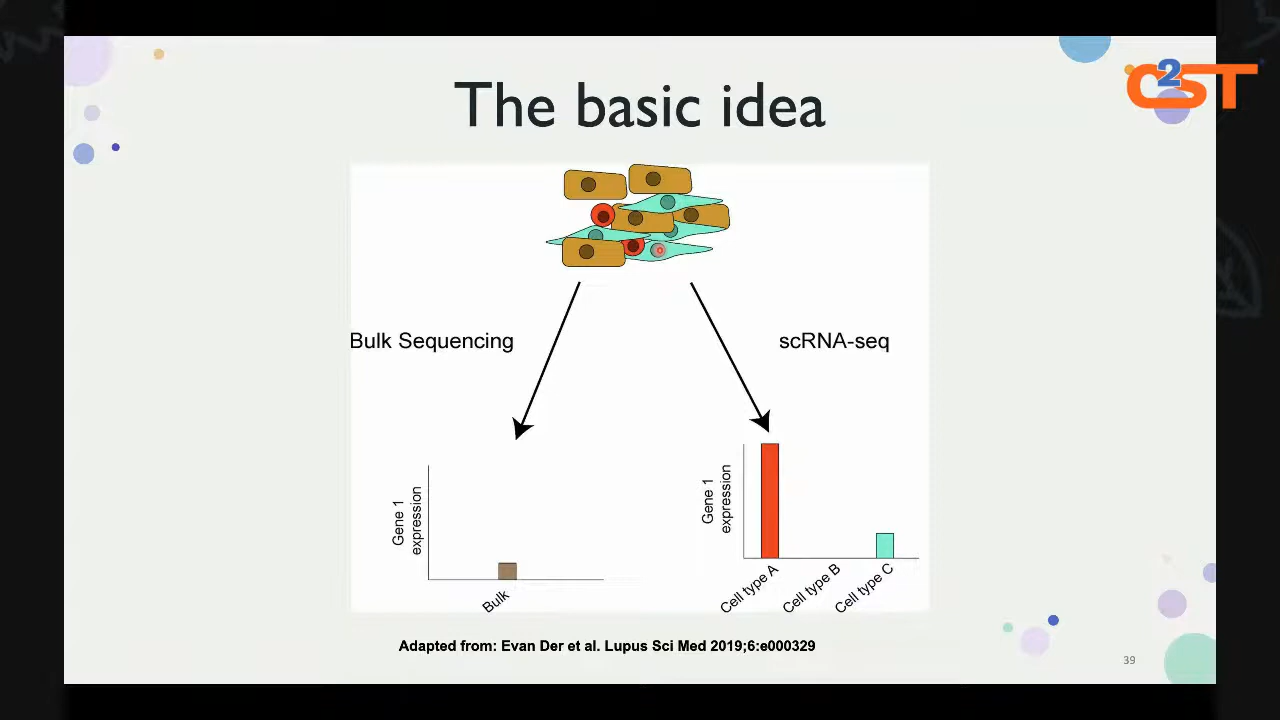 C2ST
The basic idea
Bulk Sequencing
scRNA-seq
Gene 1
expression
Bulk
Gene 1
expression
Cell type A
Cell type B
Cell type C
Adapted from: Evan Der et al. Lupus Sci Med 2019;6:e000329
39